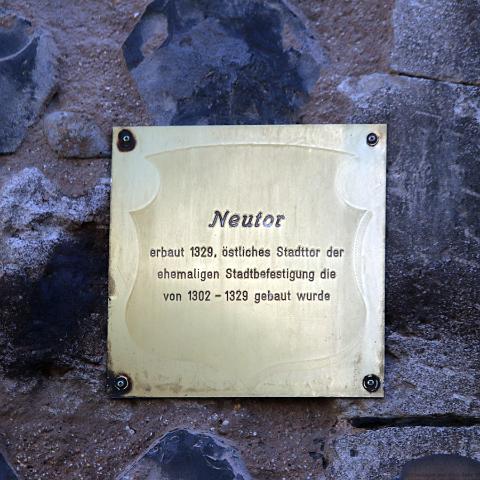 Neutor
erbaut 1329, östliches Stadttor der
ehemaligen Stadtbefestigung die
von 1302 – 1329 gebaut wurde